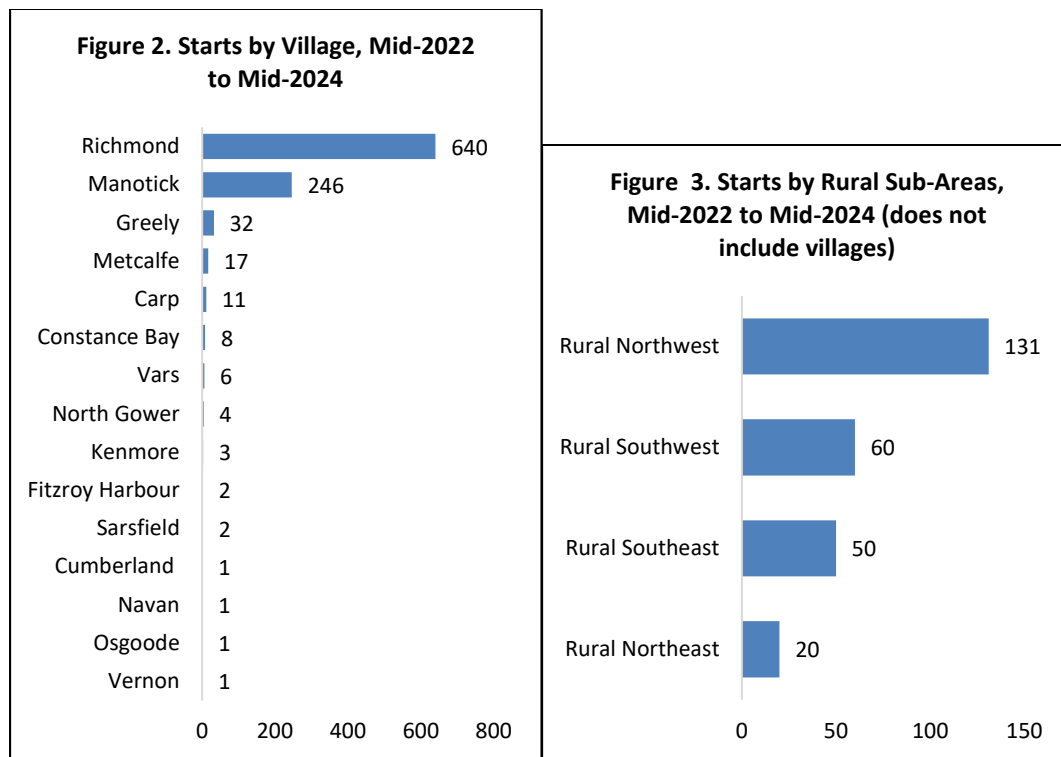 Figure 2. Starts by Village, Mid-2022
to Mid-2024
Richmond 640
Manotick 246
Greely 32
Metcalfe 17
Carp 11
Constance Bay 8
Vars 6
North Gower 4
Kenmore 3
Fitzroy Harbour 2
Sarsfield 2
Cumberland 1
Navan 1
Osgoode 1
Vernon 1
0 200 400 600 800
Figure 3. Starts by Rural Sub-Areas,
Mid-2022 to Mid-2024 (does not
include villages)
Rural Northwest 131
Rural Southwest 60
Rural Southeast 50
Rural Northeast 20
0 50 100 150